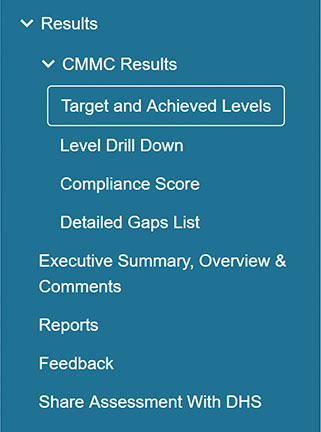 Results
CMMC Results
Target and Achieved Levels
Level Drill Down
Compliance Score
Detailed Gaps List
Executive Summary, Overview &
Comments
Reports
Feedback
Share Assessment With DHS